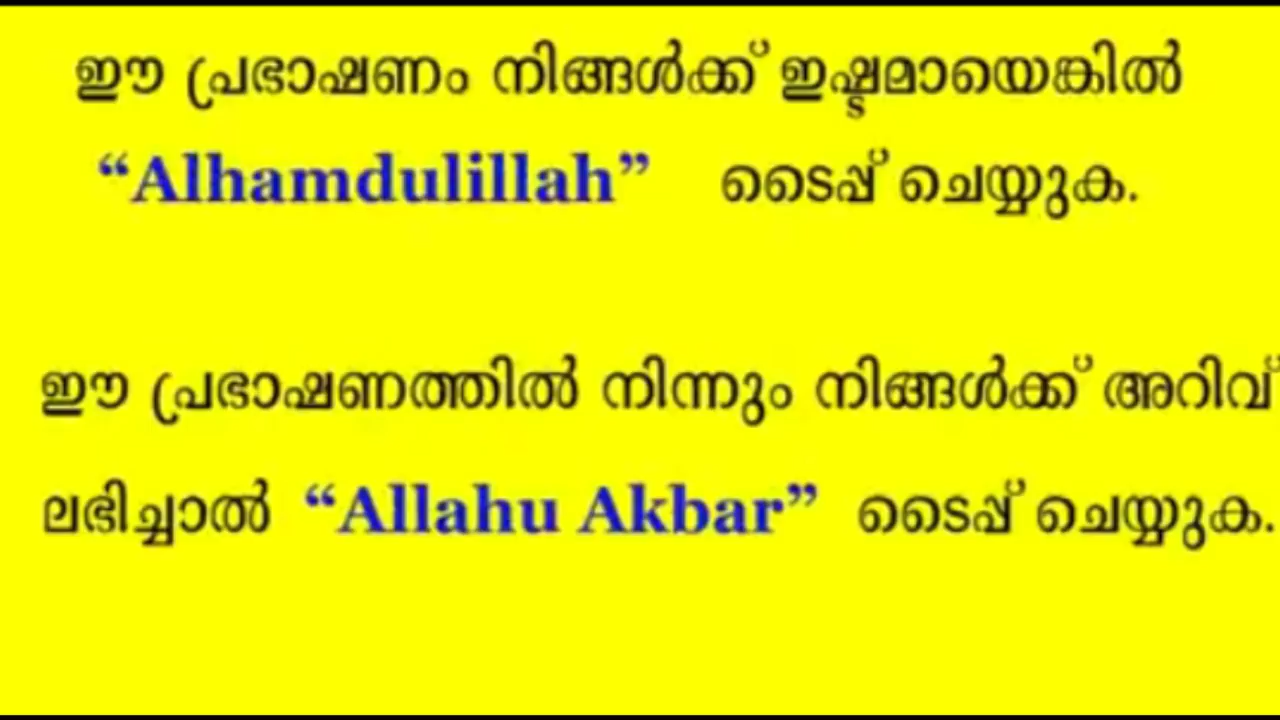 ഈ പ്രഭാഷണം നിങ്ങൾക്ക് ഇഷ്ടമായെങ്കിൽ
“Alhamdulillah” ടൈപ്പ് ചെയ്യുക.
ഈ പ്രഭാഷണത്തിൽ നിന്നും നിങ്ങൾക്ക് അറിവ്
ലഭിച്ചാൽ “Allahu Akbar” ടൈപ്പ് ചെയ്യുക.